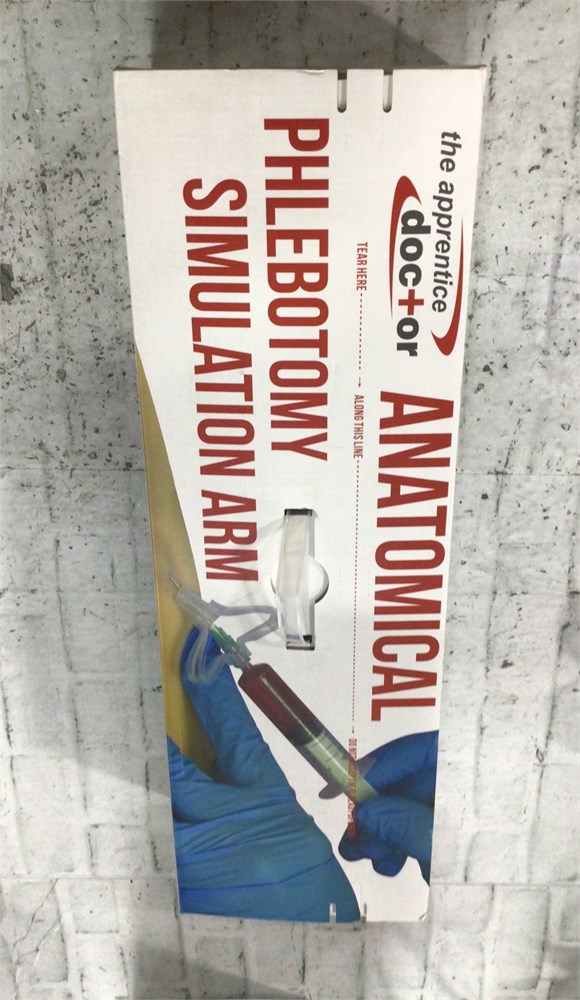 the apprentice
doc+or
ANATOMICAL
TEAR HERE
ALONG THIS LINE
PHLEBOTOMY
SIMULATION ARM